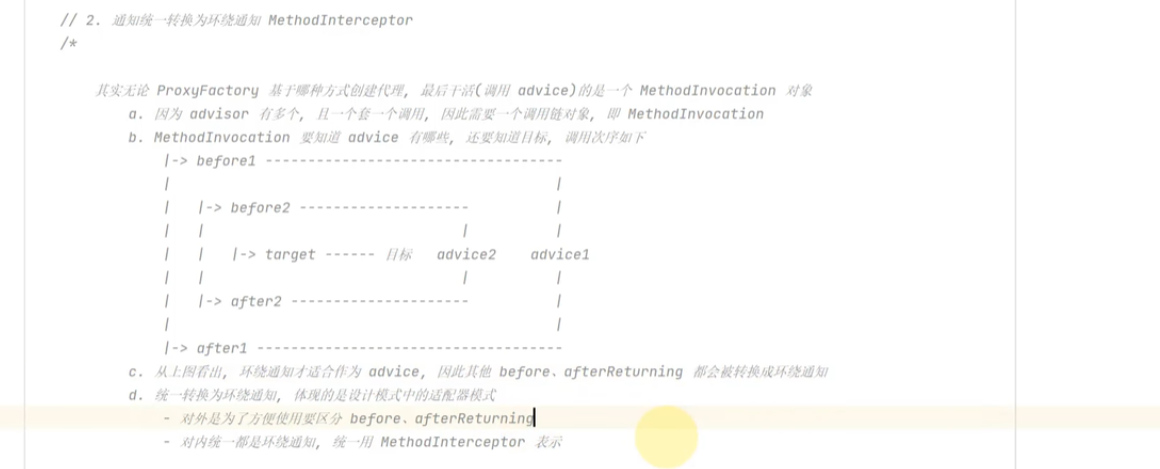 // 2. 通知统一转换为环绕通知 MethodInterceptor
/*
其实无论 ProxyFactory 基于哪种方式创建代理, 最后干活(调用 advice)的是一个 MethodInvocation 对象
a. 因为 advisor 有多个, 且一个套一个调用, 因此需要一个调用链对象, 即 MethodInvocation
b. MethodInvocation 要知道 advice 有哪些, 还要知道目标, 调用次序如下
|-> before1 -----------------------------------
|                                             |
|   |-> before2 --------------------          |
|   |                              |          |
|   |   |-> target ------ 目标   advice2    advice1
|   |                              |          |
|   |-> after2 ---------------------          |
|                                             |
|-> after1 ------------------------------------
c. 从上图看出, 环绕通知才适合作为 advice, 因此其他 before、afterReturning 都会被转换成环绕通知
d. 统一转换为环绕通知, 体现的是设计模式中的适配器模式
- 对外是为了方便使用要区分 before、afterReturning
- 对内统一都是环绕通知, 统一用 MethodInterceptor 表示